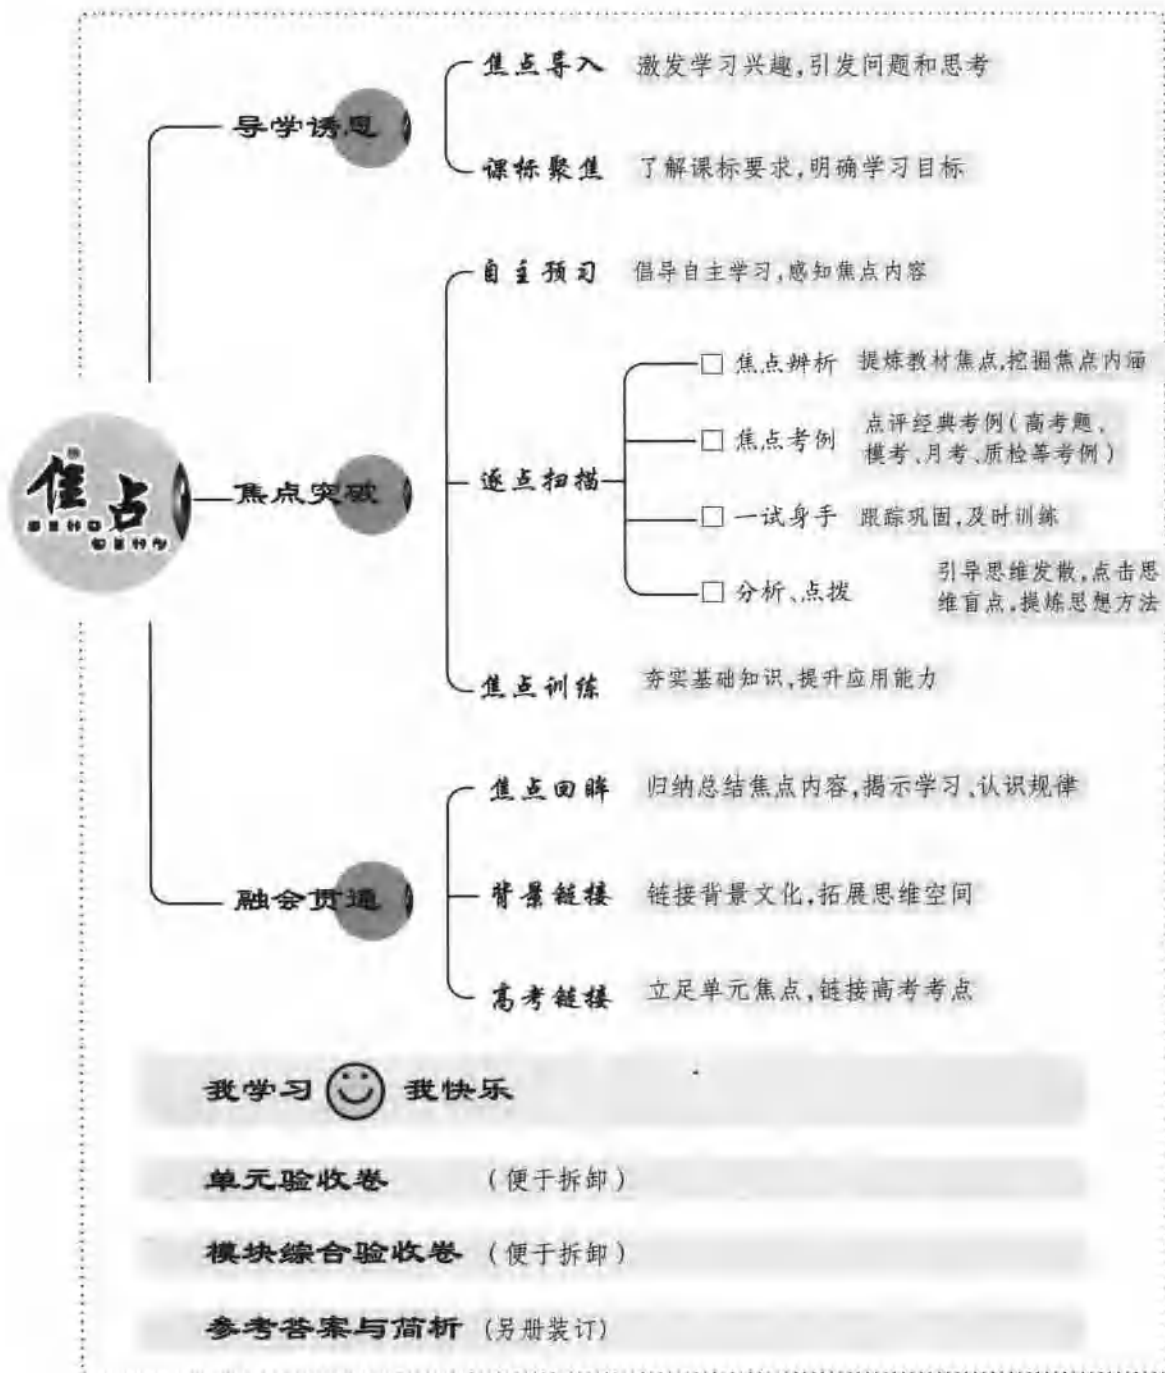 焦点导入 激发学习兴趣,引发问题和思考
导学诱思
课标聚焦 了解课标要求,明确学习目标
自主预习 倡导自主学习,感知焦点内容
焦点辨析 提炼教材焦点,挖掘焦点内涵
焦点考例 点评经典考例(高考题、
模考、月考、质检等考例)
焦点
焦点突破
逐点扫描
一试身手 跟踪巩固,及时训练
分析、点拨 引导思维发散,点击思
维盲点,提炼思想方法
焦点训练 夯实基础知识,提升应用能力
焦点回眸 归纳总结焦点内容,揭示学习、认识规律
融会贯通
背景链接 链接背景文化,拓展思维空间
高考链接 立足单元焦点,链接高考考点
我学习 我快乐
单元验收卷 (便于拆卸)
模块综合验收卷 (便于拆卸)
参考答案与简析 (另册装订)